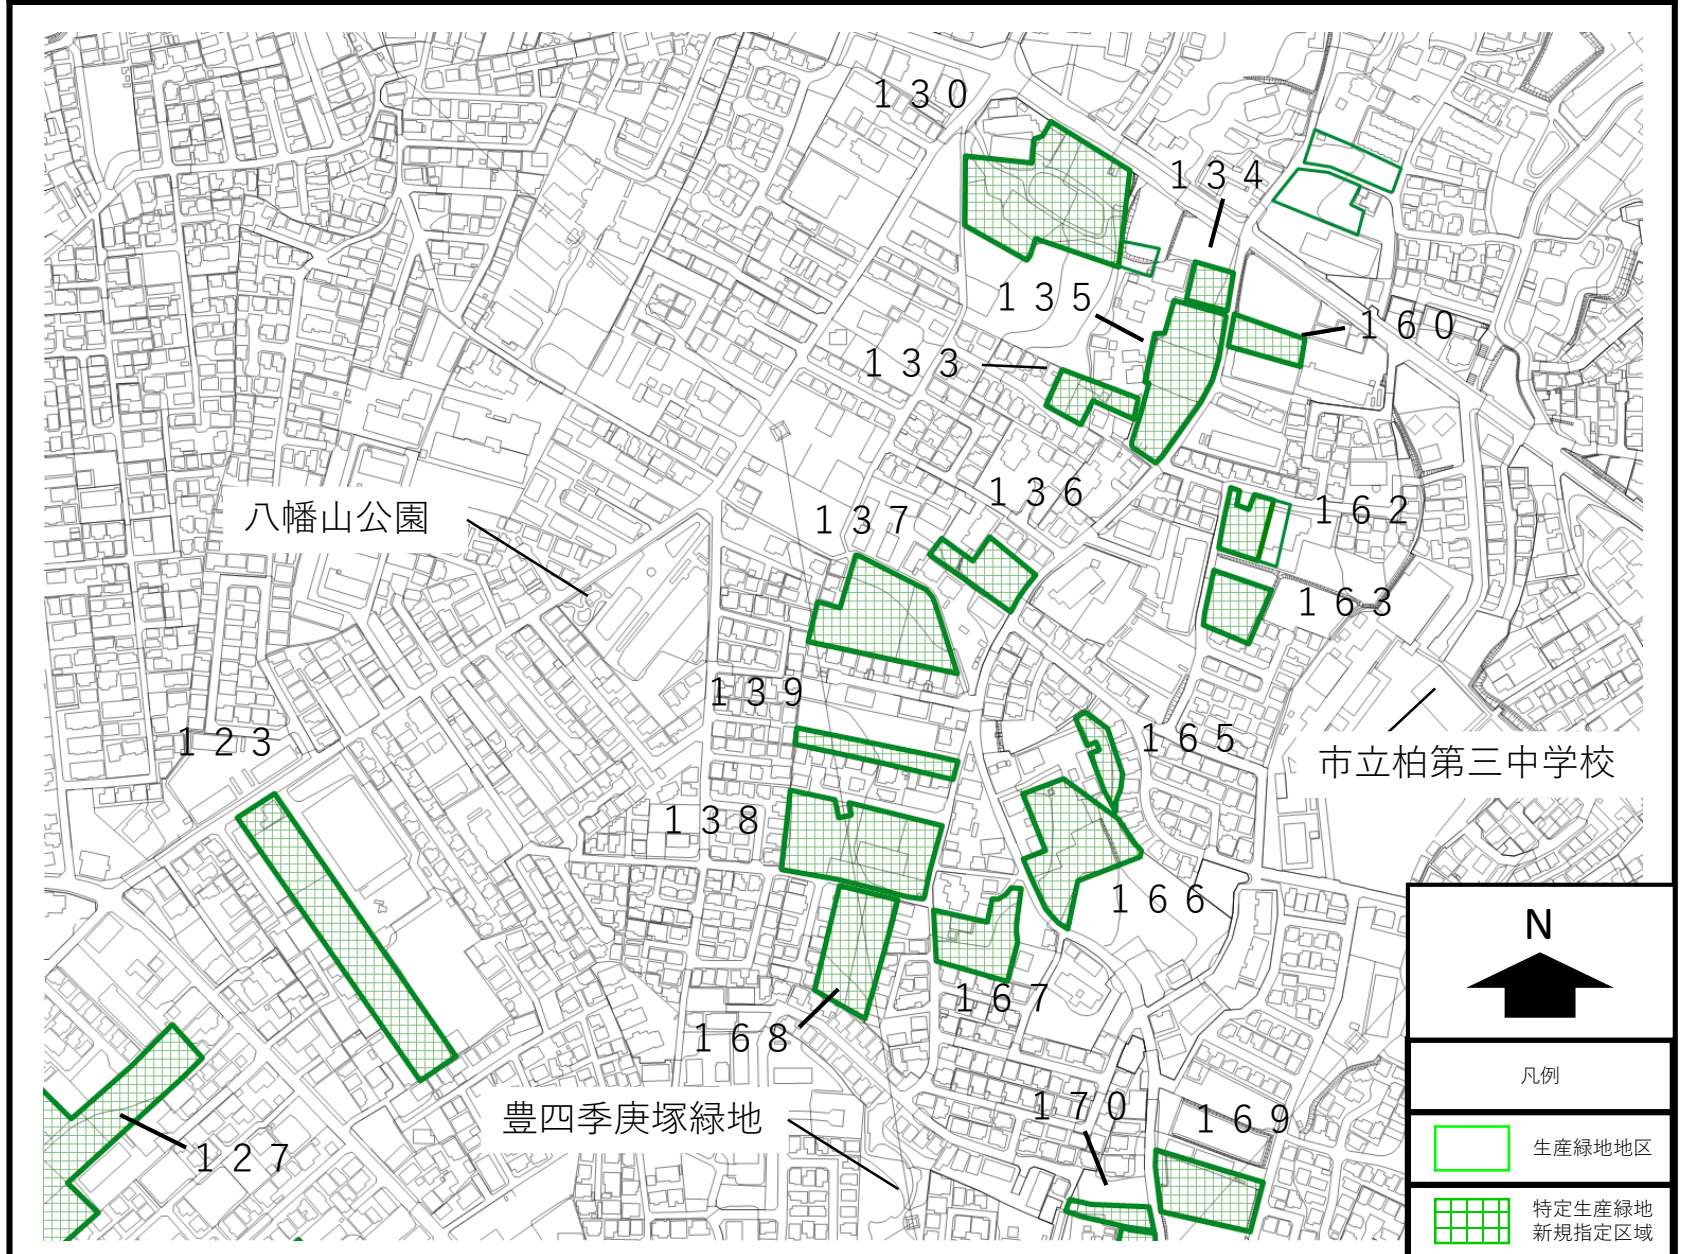 １３０
１３４
１３５
１６０
１３３
１３６
１６２
八幡山公園
１３７
１６３
１３９
１６５
１２３
市立柏第三中学校
１３８
１６６
１６７
１６８
豊四季庚塚緑地
１７０
１６９
１２７
N
凡例
生産緑地地区
特定生産緑地
新規指定区域